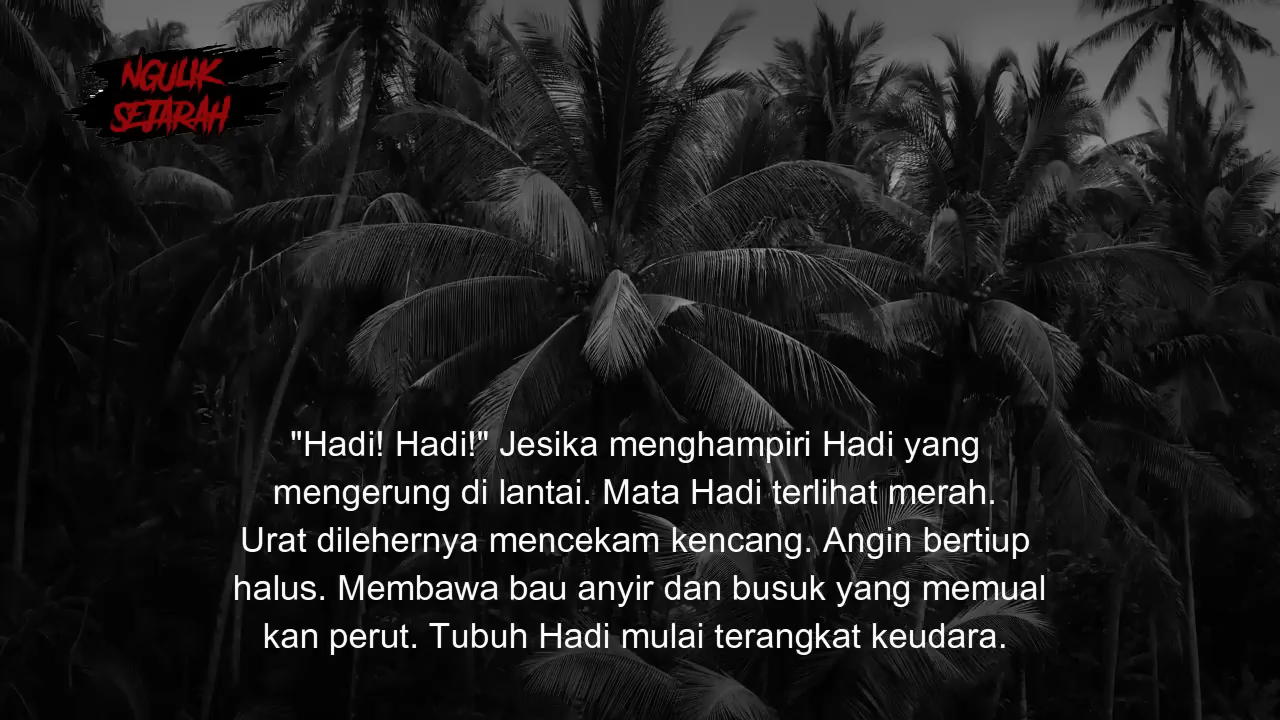 NGULIK
SEJARAH
"Hadi! Hadi!" Jesika menghampiri Hadi yang
mengerung di lantai. Mata Hadi terlihat merah.
Urat dilehernya mencekam kencang. Angin bertiup
halus. Membawa bau anyir dan busuk yang memual
kan perut. Tubuh Hadi mulai terangkat keudara.